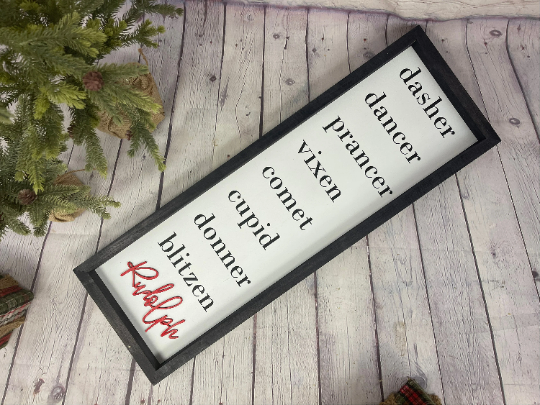 dasher
dancer
prancer
vixen
comet
cupid
donner
blitzen
Rudolph